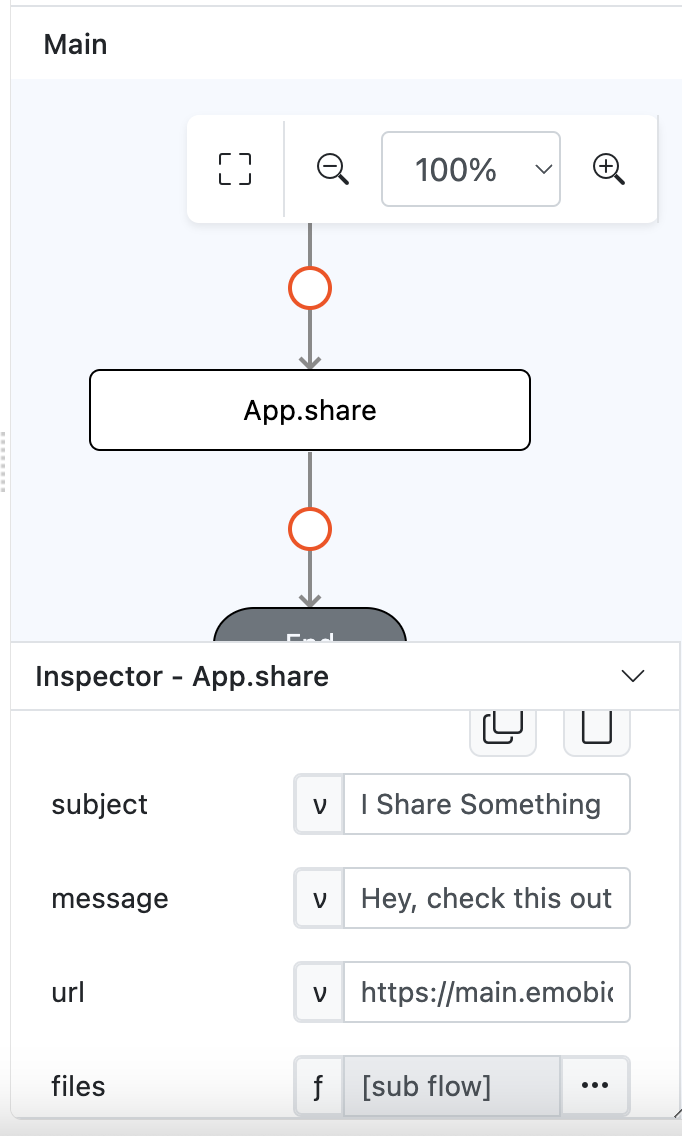 Main
100%
App.share
End
Inspector - App.share
subject
ν
I Share Something
message
ν
Hey, check this out
url
ν
https://main.emobic
files
ƒ
[sub flow]
•••